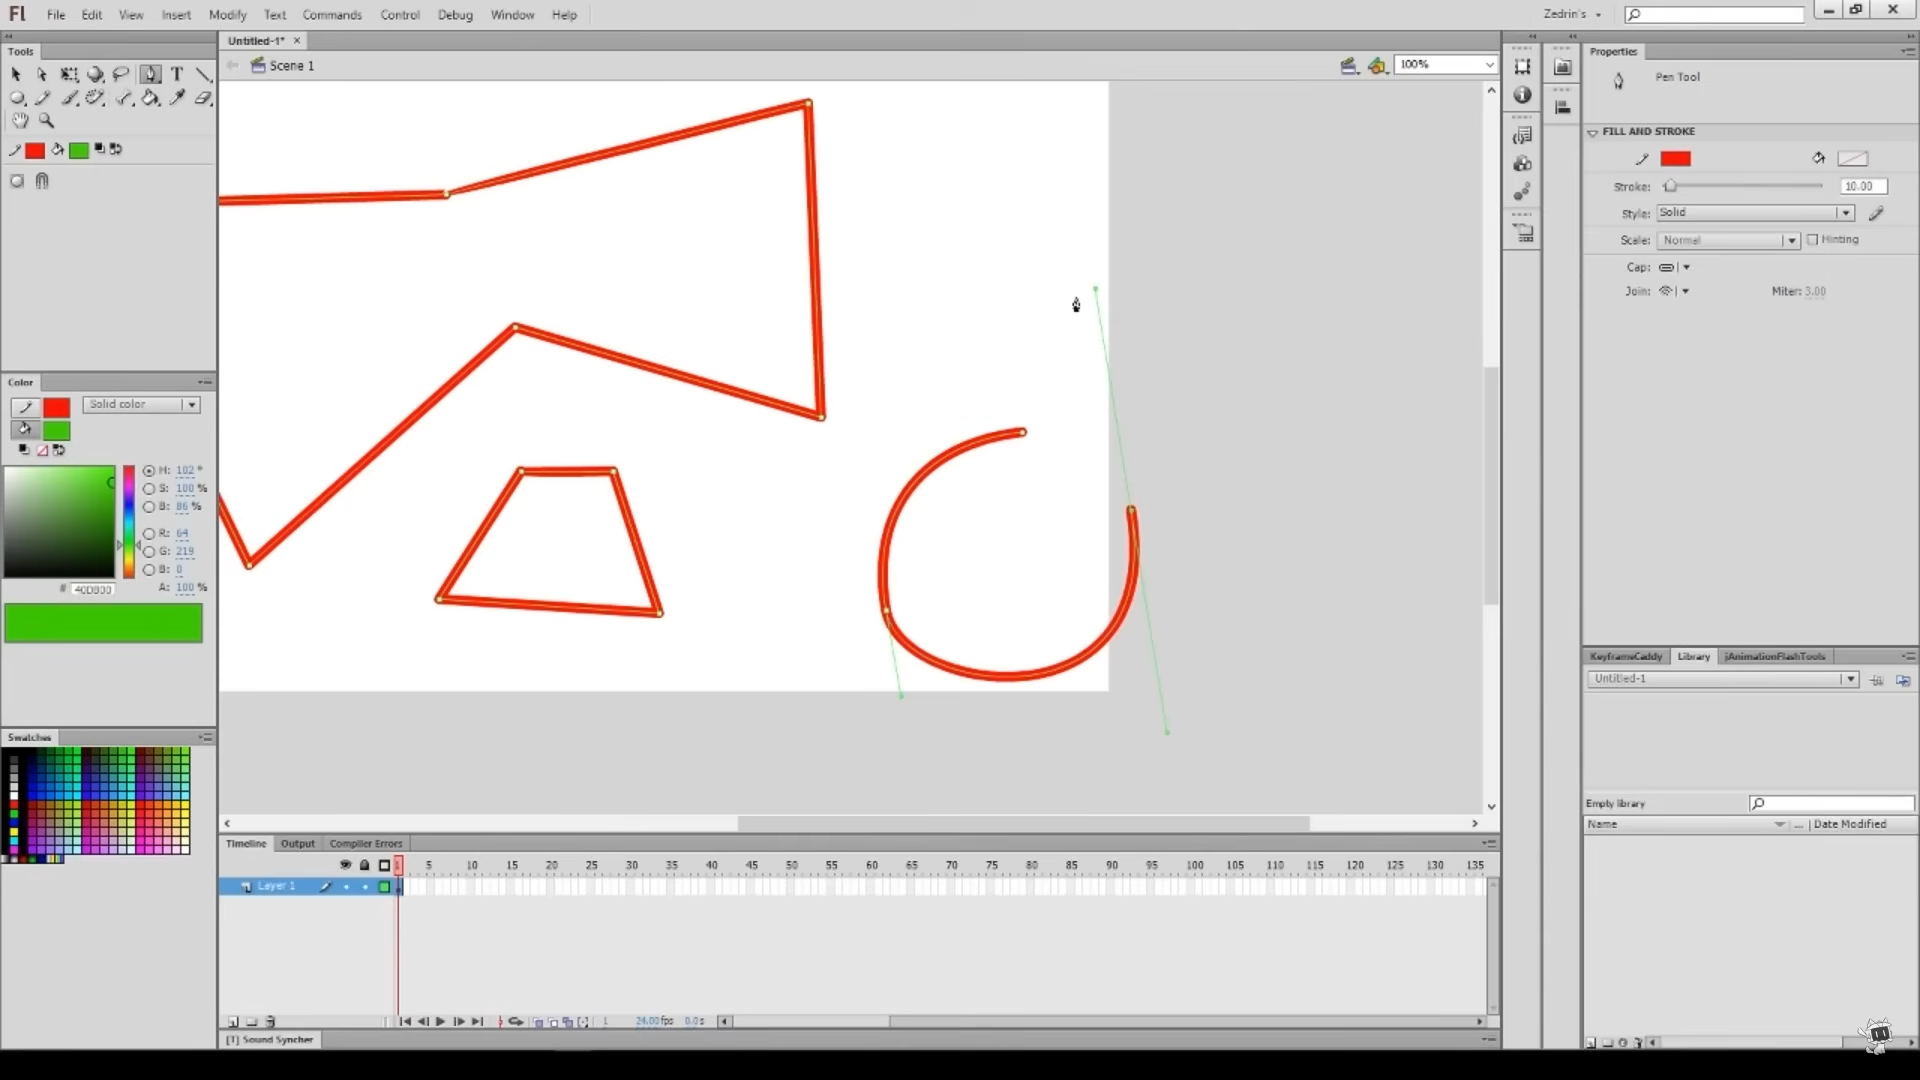 Fl File Edit View Insert Modify Text Commands Control Debug Window Help Zedrin's
Tools
Untitled-1* ×
Scene 1
100%
Properties
Pen Tool
FILL AND STROKE
Stroke: 10.00
Style: Solid
Scale: Normal Hinting
Cap:
Join: Miter: 3.00
Color
Solid color
H: 102 °
S: 100 %
B: 86 %
R: 64
G: 219
B: 0
# 40DB00 A: 100 %
Swatches
KeyframeCaddy Library jAnimationFlashTools
Untitled-1
Empty library
Name ... Date Modified
Timeline Output Compiler Errors
5 10 15 20 25 30 35 40 45 50 55 60 65 70 75 80 85 90 95 100 105 110 115 120 125 130 135
Layer 1
1 24.00fps 0.0s
[T] Sound Syncher